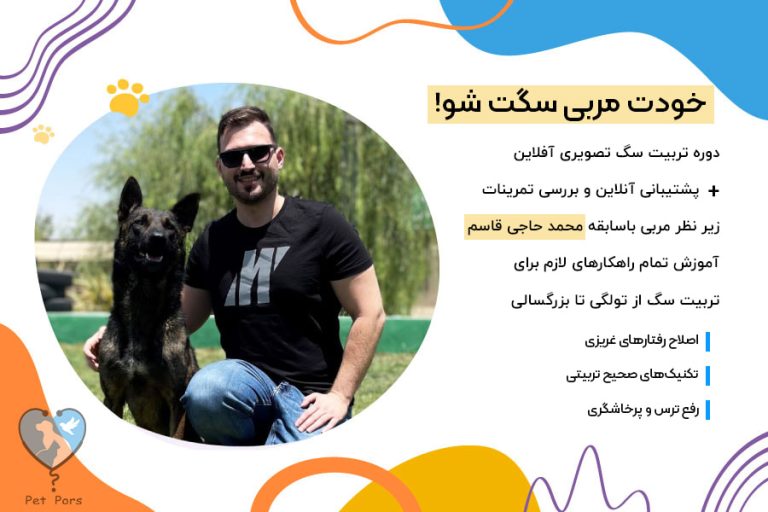 خودت مربی سگت شو!
دوره تربیت سگ تصویری آفلاین
+ پشتیبانی آنلاین و بررسی تمرینات
زیر نظر مربی باسابقه محمد حاجی قاسم
آموزش تمام راهکارهای لازم برای
تربیت سگ از تولگی تا بزرگسالی
اصلاح رفتارهای غریزی
تکنیک‌های صحیح تربیتی
رفع ترس و پرخاشگری
Pet Pors